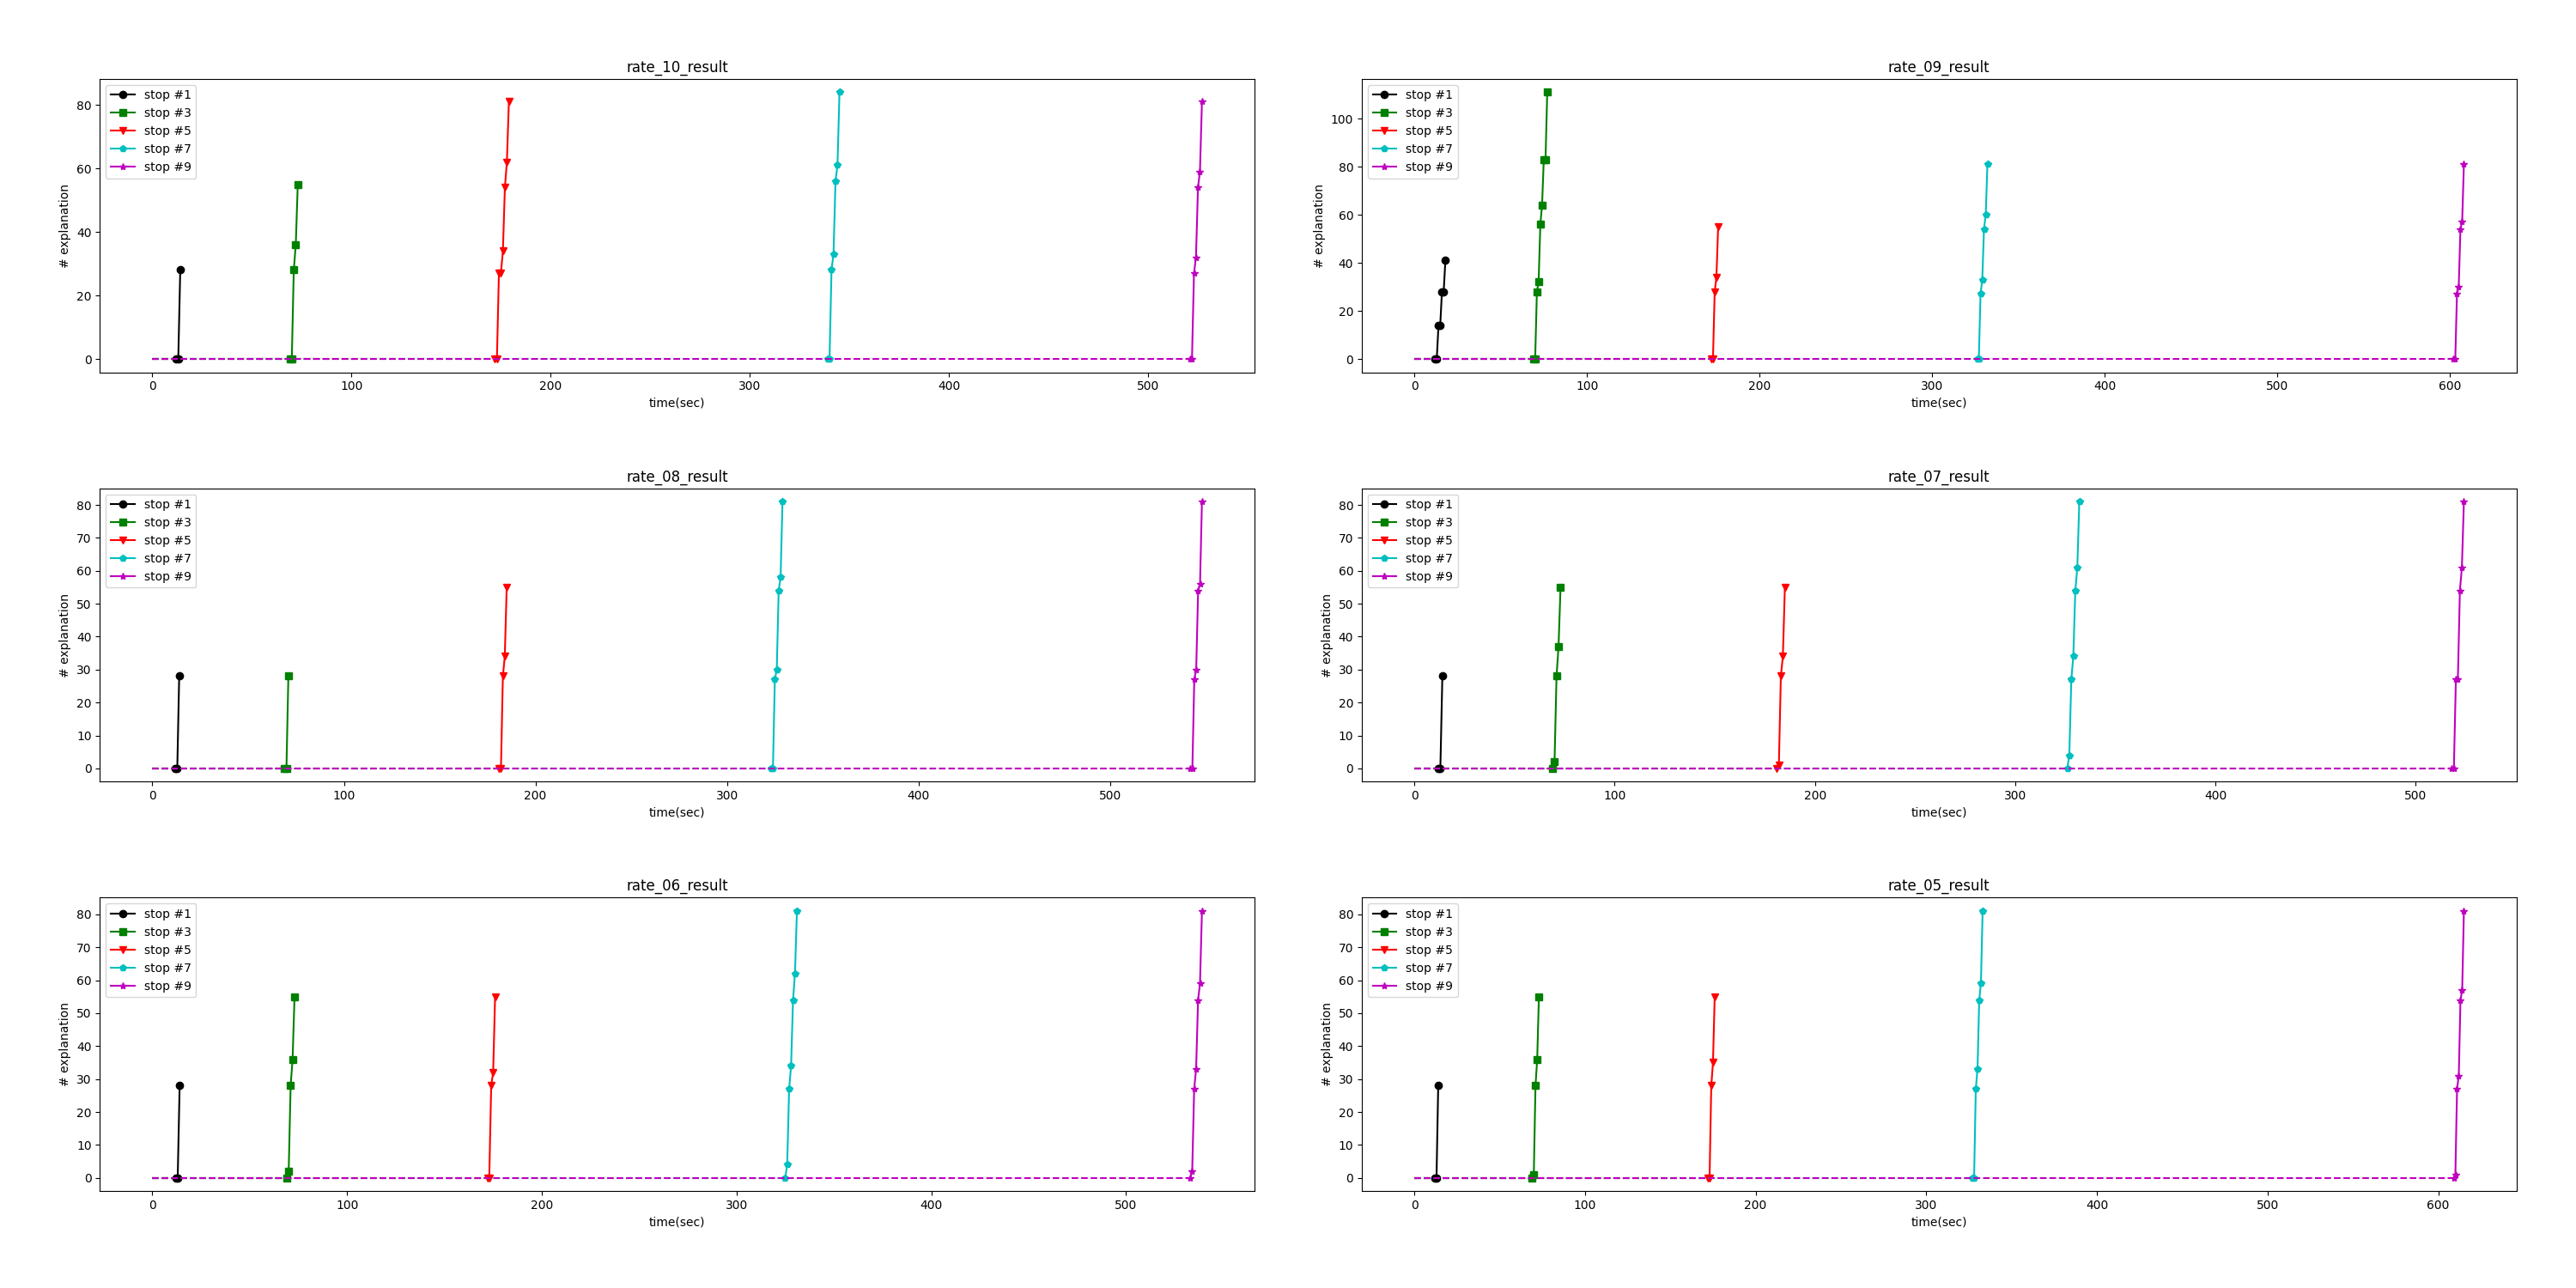 rate_10_result
stop #1
stop #3
stop #5
stop #7
stop #9
# explanation
80
60
40
20
0
0 100 200 300 400 500
time(sec)
rate_09_result
stop #1
stop #3
stop #5
stop #7
stop #9
# explanation
100
80
60
40
20
0
0 100 200 300 400 500 600
time(sec)
rate_08_result
stop #1
stop #3
stop #5
stop #7
stop #9
# explanation
80
70
60
50
40
30
20
10
0
0 100 200 300 400 500
time(sec)
rate_07_result
stop #1
stop #3
stop #5
stop #7
stop #9
# explanation
80
70
60
50
40
30
20
10
0
0 100 200 300 400 500
time(sec)
rate_06_result
stop #1
stop #3
stop #5
stop #7
stop #9
# explanation
80
70
60
50
40
30
20
10
0
0 100 200 300 400 500
time(sec)
rate_05_result
stop #1
stop #3
stop #5
stop #7
stop #9
# explanation
80
70
60
50
40
30
20
10
0
0 100 200 300 400 500 600
time(sec)